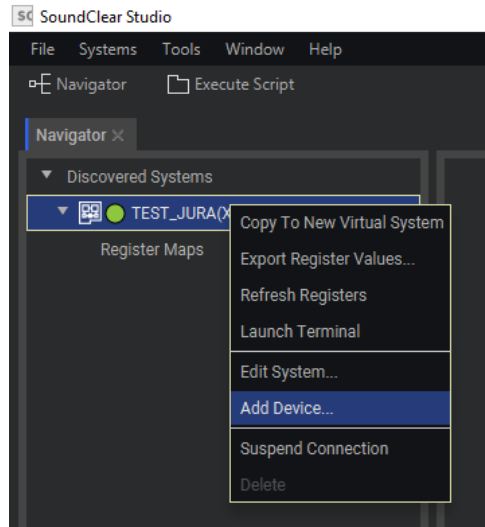 SC SoundClear Studio
File Systems Tools Window Help
Navigator Execute Script
Navigator
Discovered Systems
TEST_JURA(X
Register Maps
Copy To New Virtual System
Export Register Values...
Refresh Registers
Launch Terminal
Edit System...
Add Device...
Suspend Connection
Delete